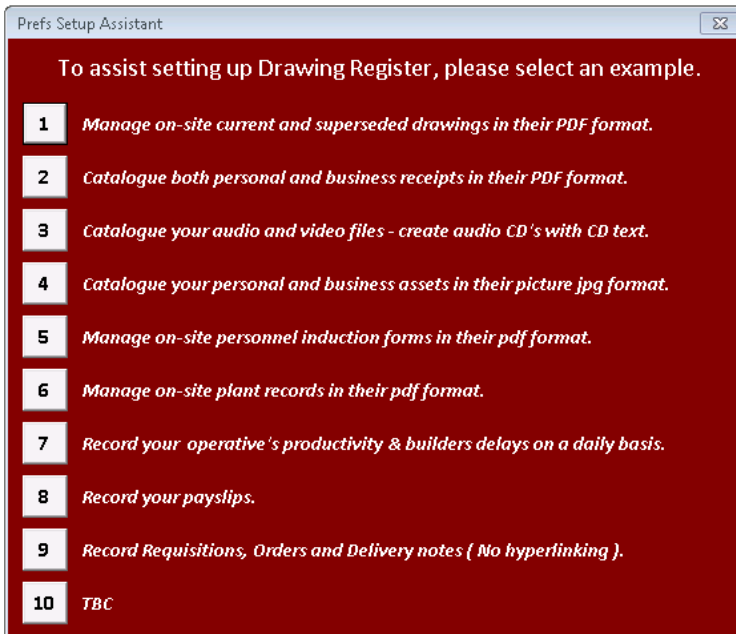 Prefs Setup Assistant
To assist setting up Drawing Register, please select an example.
1 Manage on-site current and superseded drawings in their PDF format.
2 Catalogue both personal and business receipts in their PDF format.
3 Catalogue your audio and video files - create audio CD's with CD text.
4 Catalogue your personal and business assets in their picture jpg format.
5 Manage on-site personnel induction forms in their pdf format.
6 Manage on-site plant records in their pdf format.
7 Record your operative's productivity & builders delays on a daily basis.
8 Record your payslips.
9 Record Requisitions, Orders and Delivery notes ( No hyperlinking ).
10 TBC